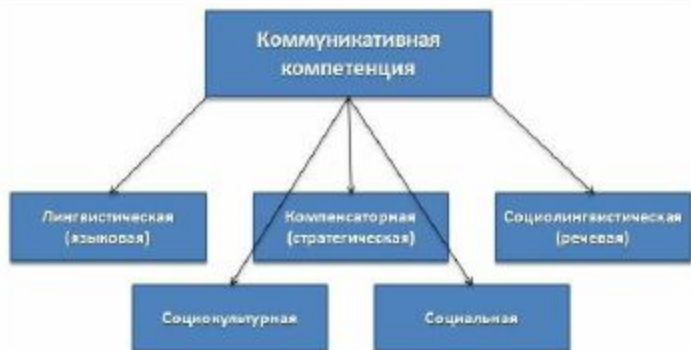 Коммуникативная
компетенция
Лингвистическая
(языковая)
Компенсаторная
(стратегическая)
Социолингвистическая
(речевая)
Социокультурная
Социальная